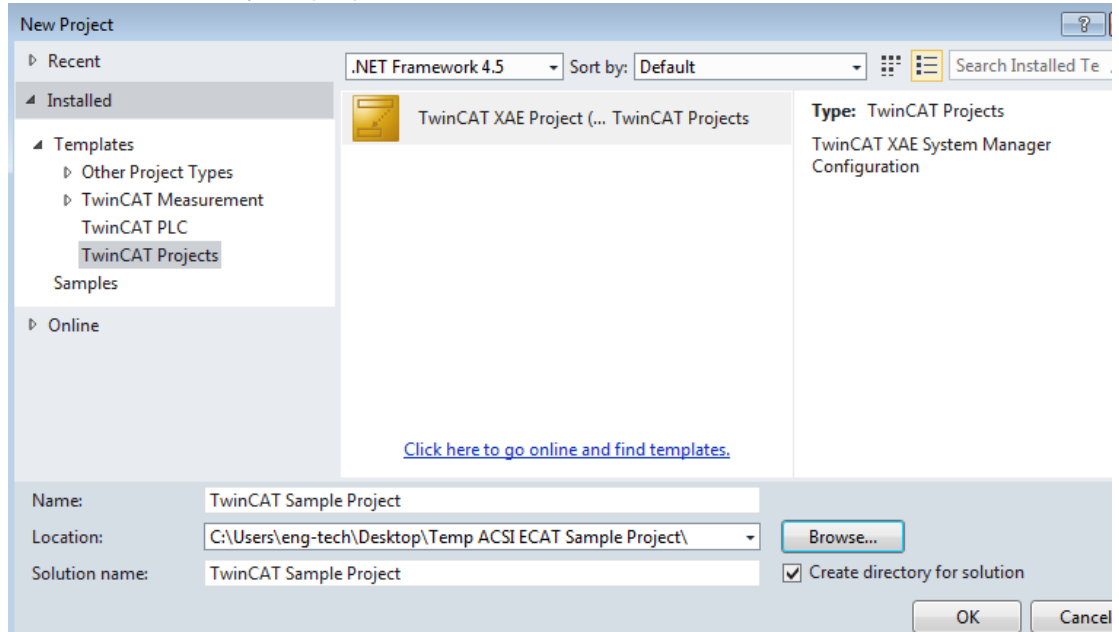 New Project
Recent
.NET Framework 4.5
Sort by: Default
Search Installed Te
Installed
Templates
Other Project Types
TwinCAT Measurement
TwinCAT PLC
TwinCAT Projects
Samples
Online
TwinCAT XAE Project (... TwinCAT Projects
Type: TwinCAT Projects
TwinCAT XAE System Manager
Configuration
Click here to go online and find templates.
Name: TwinCAT Sample Project
Location: C:\Users\eng-tech\Desktop\Temp ACSI ECAT Sample Project\ Browse...
Solution name: TwinCAT Sample Project Create directory for solution
OK Cancel